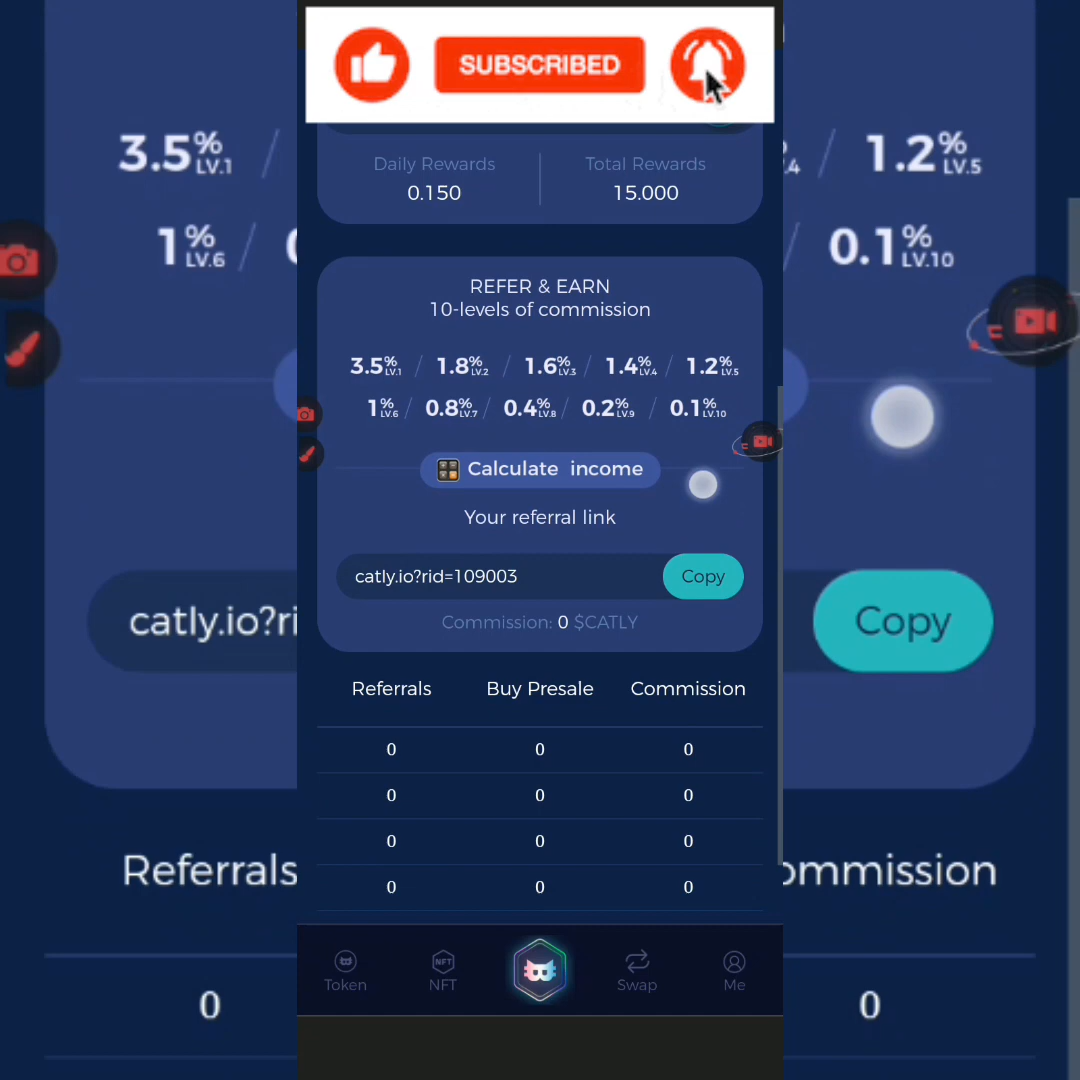 SUBSCRIBED
Daily Rewards Total Rewards
0.150 15.000
REFER & EARN
10-levels of commission
3.5% LV.1 / 1.8% LV.2 / 1.6% LV.3 / 1.4% LV.4 / 1.2% LV.5
1% LV.6 / 0.8% LV.7 / 0.4% LV.8 / 0.2% LV.9 / 0.1% LV.10
Calculate income
Your referral link
catly.io?rid=109003 Copy
Commission: 0 $CATLY
Referrals Buy Presale Commission
0 0 0
0 0 0
0 0 0
0 0 0
NFT
Token NFT Swap Me
3.5% LV.1 / / 1.2% LV.5
1% LV.6 / / 0.1% LV.10
catly.io?ri Copy
Referrals ommission
0 0